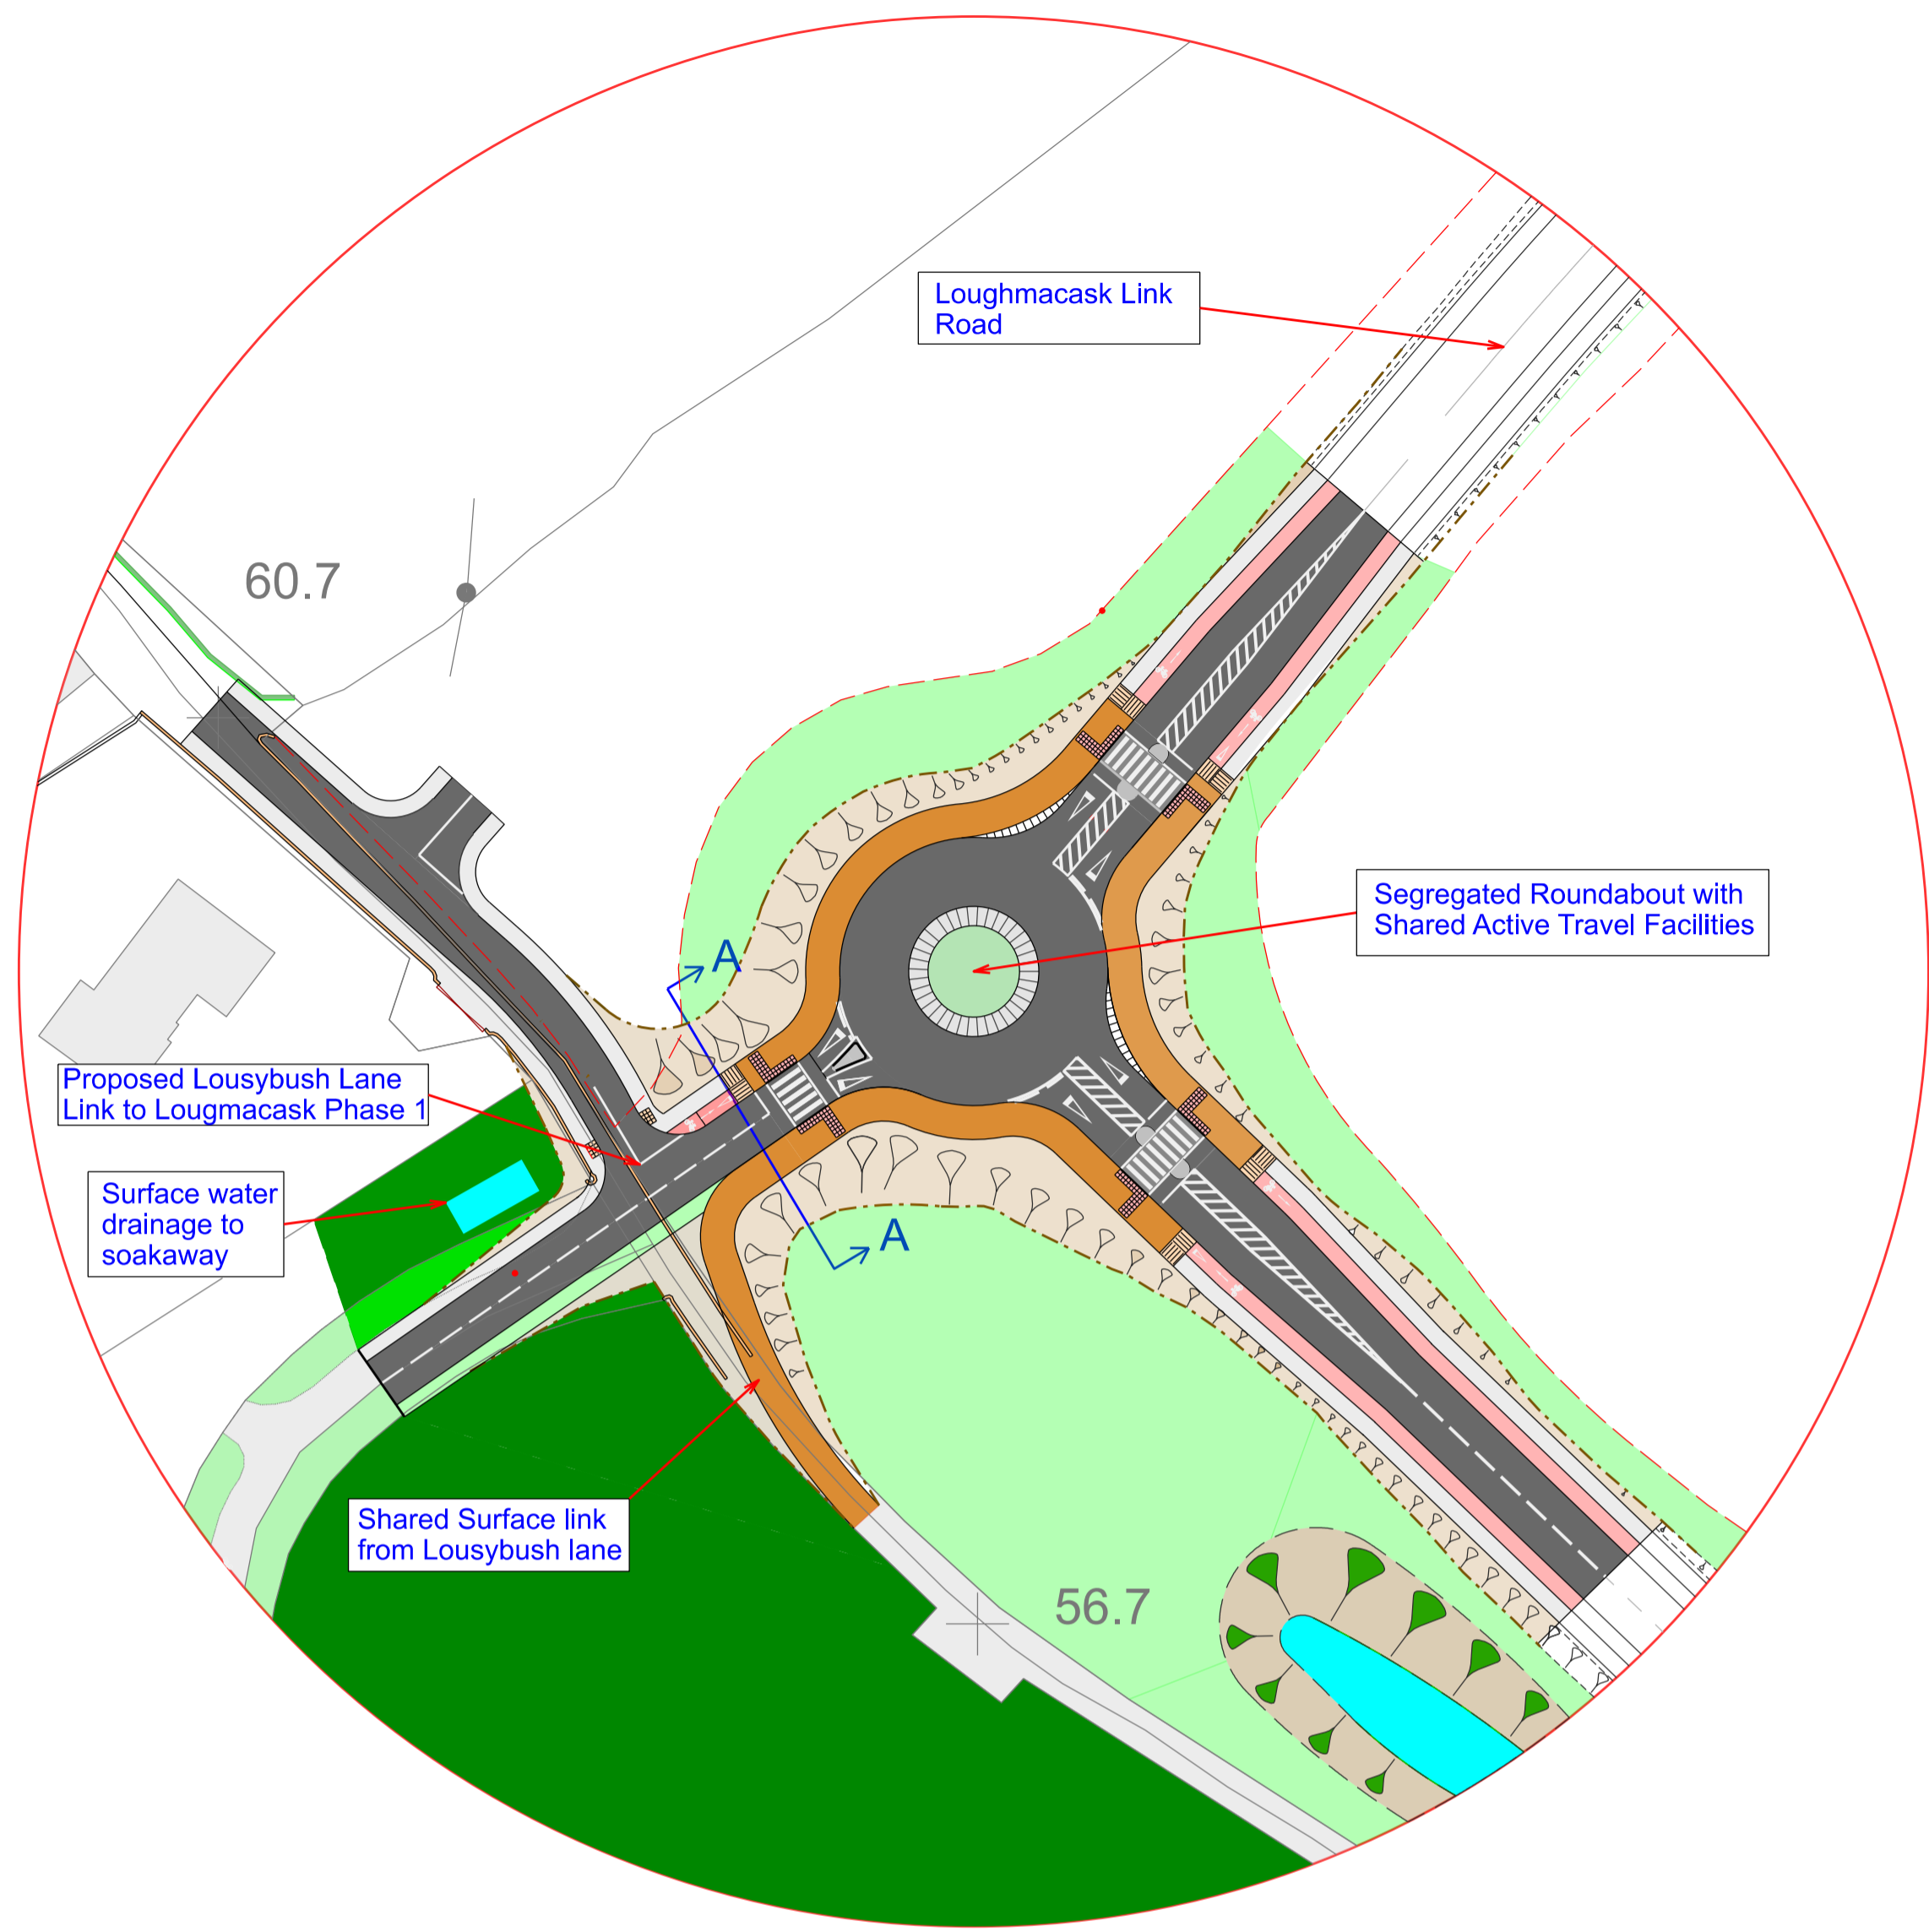 Loughmacask Link
Road
60.7
Segregated Roundabout with
Shared Active Travel Facilities
A
Proposed Lousybush Lane
Link to Lougmacask Phase 1
Surface water
drainage to
soakaway
A
Shared Surface link
from Lousybush lane
56.7